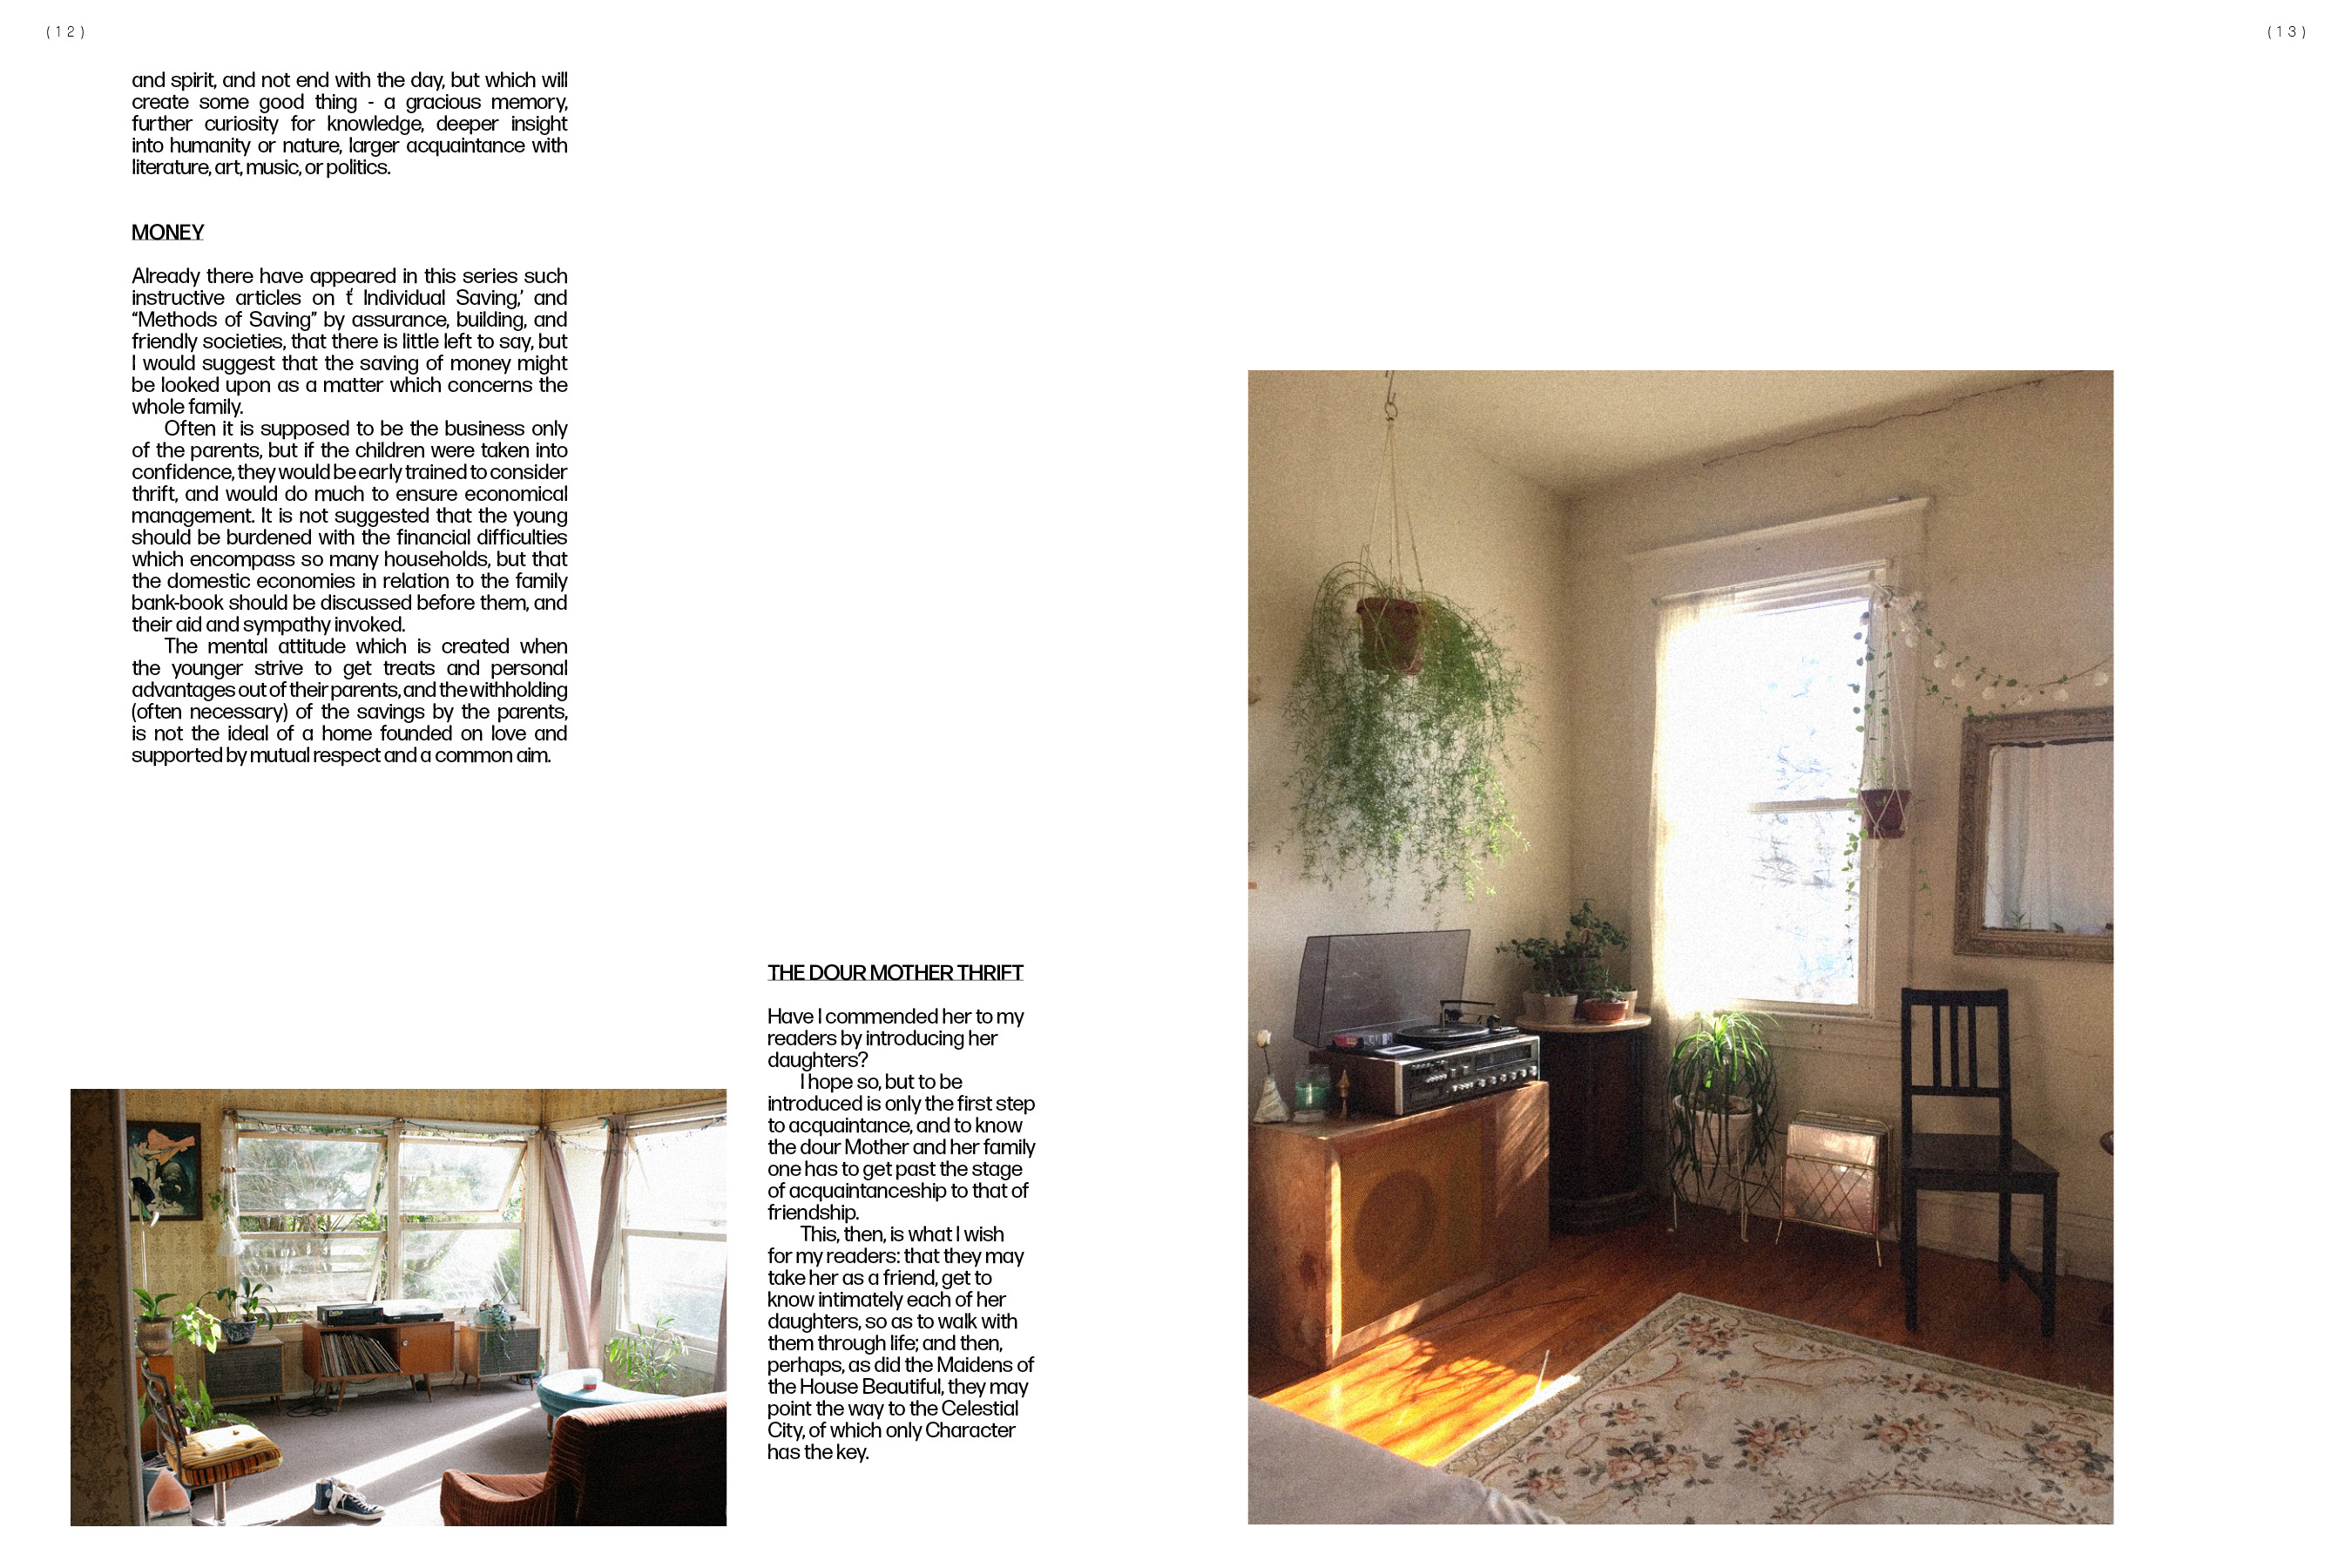 (12)
(13)
and spirit, and not end with the day, but which will
create some good thing - a gracious memory,
further curiosity for knowledge, deeper insight
into humanity or nature, larger acquaintance with
literature, art, music, or politics.
MONEY
Already there have appeared in this series such
instructive articles on t' Individual Saving,’ and
“Methods of Saving” by assurance, building, and
friendly societies, that there is little left to say, but
I would suggest that the saving of money might
be looked upon as a matter which concerns the
whole family.
Often it is supposed to be the business only
of the parents, but if the children were taken into
confidence, they would be early trained to consider
thrift, and would do much to ensure economical
management. It is not suggested that the young
should be burdened with the financial difficulties
which encompass so many households, but that
the domestic economies in relation to the family
bank-book should be discussed before them, and
their aid and sympathy invoked.
The mental attitude which is created when
the younger strive to get treats and personal
advantages out of their parents, and the withholding
(often necessary) of the savings by the parents,
is not the ideal of a home founded on love and
supported by mutual respect and a common aim.
THE DOUR MOTHER THRIFT
Have I commended her to my
readers by introducing her
daughters?
I hope so, but to be
introduced is only the first step
to acquaintance, and to know
the dour Mother and her family
one has to get past the stage
of acquaintanceship to that of
friendship.
This, then, is what I wish
for my readers: that they may
take her as a friend, get to
know intimately each of her
daughters, so as to walk with
them through life; and then,
perhaps, as did the Maidens of
the House Beautiful, they may
point the way to the Celestial
City, of which only Character
has the key.